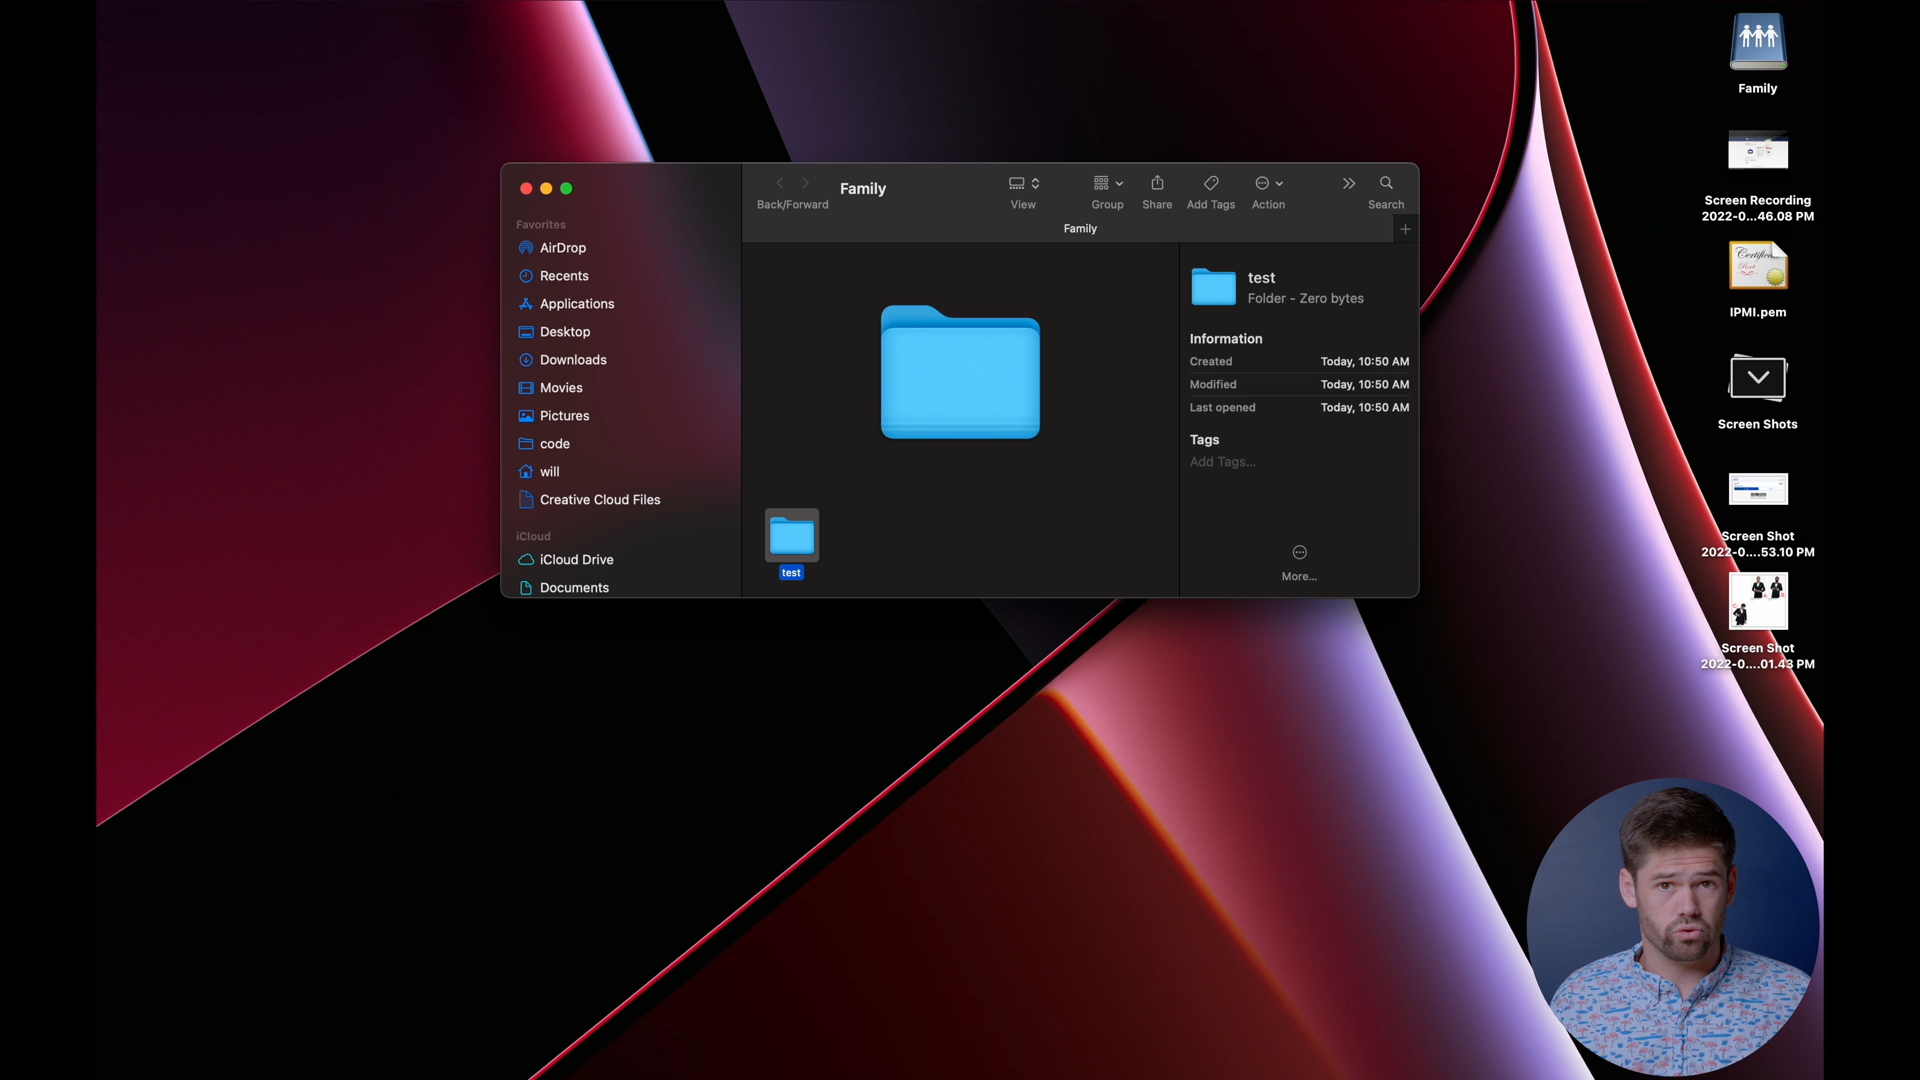 Family
Back/Forward
View
Group
Share
Add Tags
Action
Search
Family
Favorites
AirDrop
Recents
Applications
Desktop
Downloads
Movies
Pictures
code
will
Creative Cloud Files
iCloud
iCloud Drive
Documents
test
test
Folder - Zero bytes
Information
Created Today, 10:50 AM
Modified Today, 10:50 AM
Last opened Today, 10:50 AM
Tags
Add Tags...
More...
Family
Screen Recording
2022-0...46.08 PM
IPMI.pem
Screen Shots
Screen Shot
2022-0....53.10 PM
Screen Shot
2022-0....01.43 PM